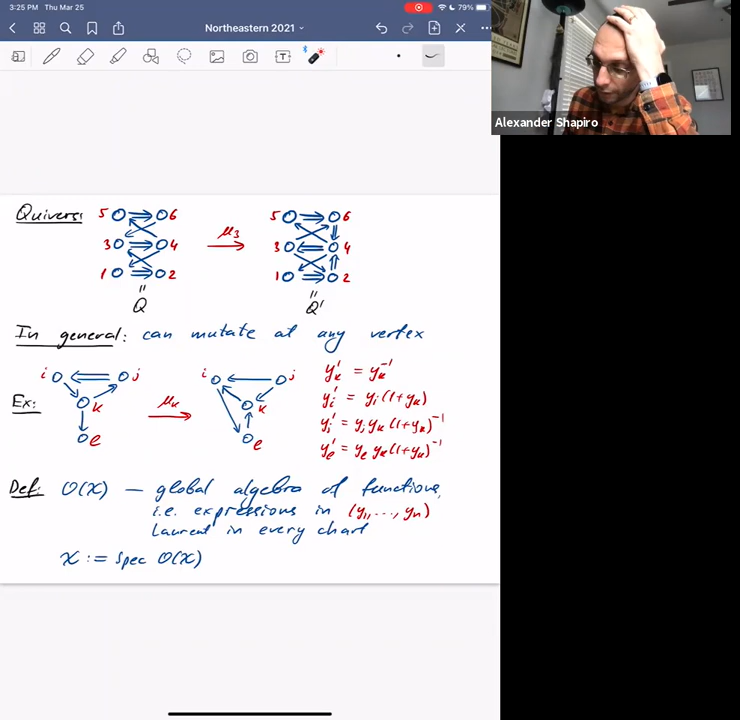 3:25 PM Thu Mar 25
79%
Northeastern 2021
Alexander Shapiro
Quivers:
5 6 μ₃ 5 6
3 4 3 4
1 2 1 2
Q Q'
In general: can mutate at any vertex
i j i j y'ₖ = yₖ⁻¹
Ex: k μₖ k y'ᵢ = yᵢ(1+yₖ)
y'ⱼ = yⱼ yₖ (1+yₖ)⁻¹
e e y'ₑ = yₑ yₖ(1+yₖ)⁻¹
Def: O(X) — global algebra of functions,
i.e. expressions in (y₁, ..., yₙ)
Laurent in every chart
X := Spec O(X)